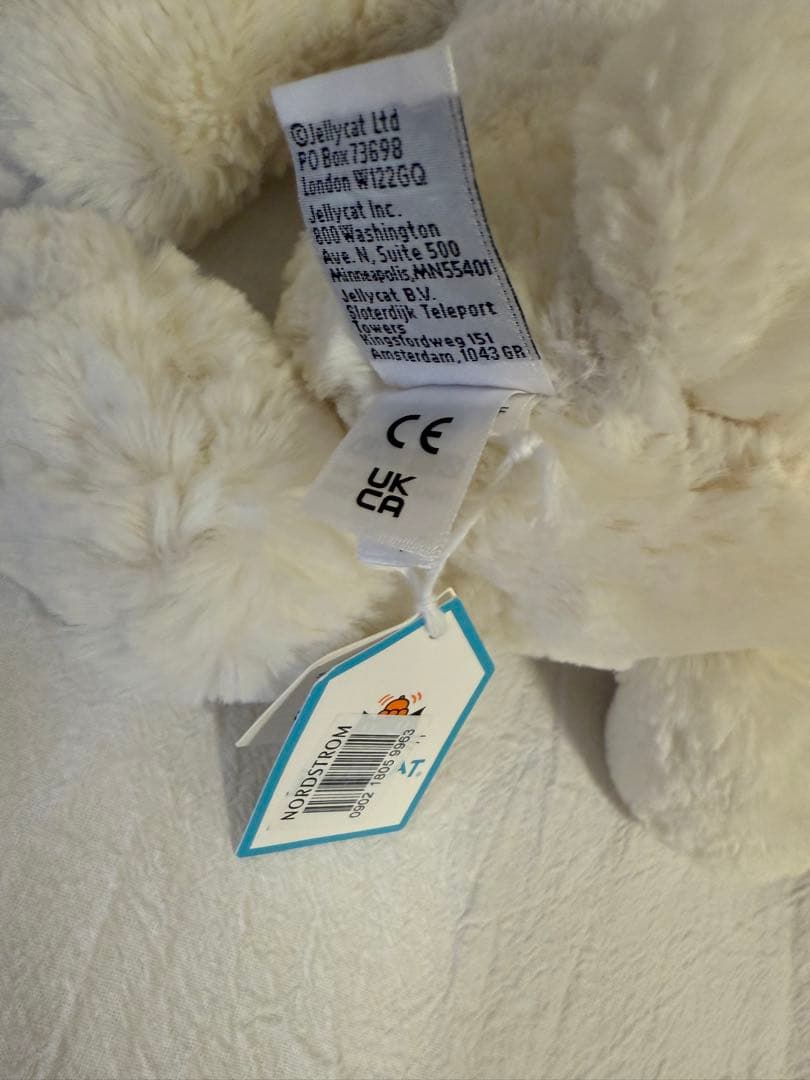 ©Jellycat Ltd
PO Box 73698
London W122GQ
Jellycat Inc.
800 Washington
Ave. N, Suite 500
Minneapolis,MN55401
Jellycat B.V.
Sloterdijk Teleport
Towers
Kingsfordweg 151
Amsterdam, 1043 GR
CE
UK
CA
NORDSTROM
0902 1805 9963
AT®